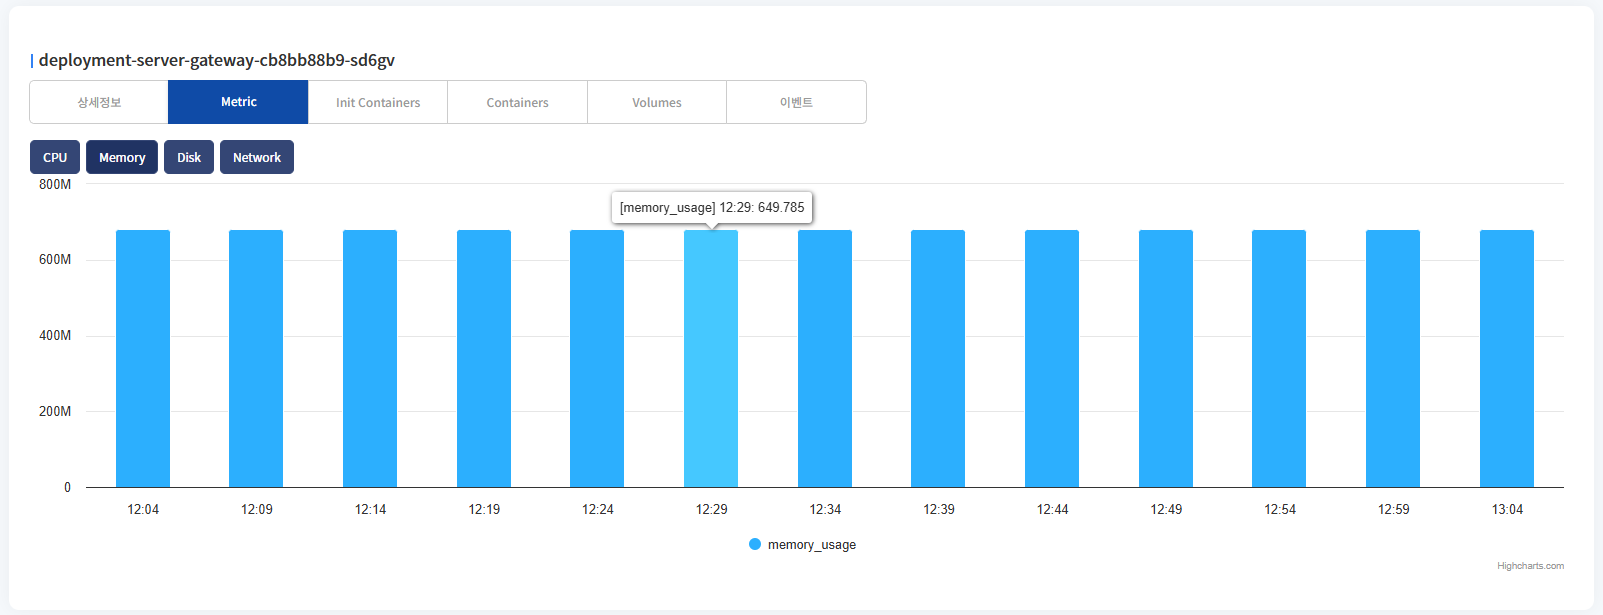 deployment-server-gateway-cb8bb88b9-sd6gv
상세정보 Metric Init Containers Containers Volumes 이벤트
CPU Memory Disk Network
800M
[memory_usage] 12:29: 649.785
600M
400M
200M
0
12:04 12:09 12:14 12:19 12:24 12:29 12:34 12:39 12:44 12:49 12:54 12:59 13:04
memory_usage
Highcharts.com